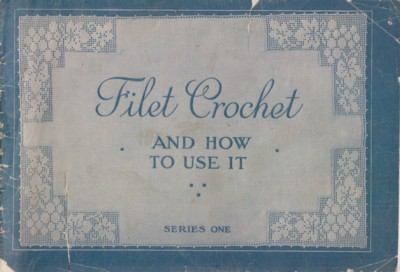 Filet Crochet
AND HOW
TO USE IT
SERIES ONE